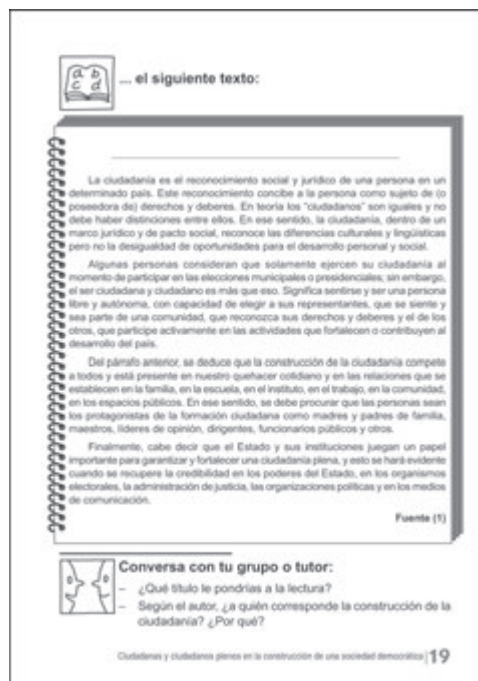 a b
c d
... el siguiente texto:
La ciudadanía es el reconocimiento social y jurídico de una persona en un
determinado país. Este reconocimiento concibe a la persona como sujeto de (o
poseedora de) derechos y deberes. En teoría los "ciudadanos" son iguales y no
debe haber distinciones entre ellos. En ese sentido, la ciudadanía, dentro de un
marco jurídico y de pacto social, reconoce las diferencias culturales y lingüísticas
pero no la desigualdad de oportunidades para el desarrollo personal y social.
Algunas personas consideran que solamente ejercen su ciudadanía al
momento de participar en las elecciones municipales o presidenciales; sin embargo,
el ser ciudadana y ciudadano es más que eso. Significa sentirse y ser una persona
libre y autónoma, con capacidad de elegir a sus representantes, que se siente y
sea parte de una comunidad, que reconozca sus derechos y deberes y el de los
otros, que participe activamente en las actividades que fortalecen o contribuyen al
desarrollo del país.
Del párrafo anterior, se deduce que la construcción de la ciudadanía compete
a todos y está presente en nuestro quehacer cotidiano y en las relaciones que se
establecen en la familia, en la escuela, en el instituto, en el trabajo, en la comunidad,
en los espacios públicos. En ese sentido, se debe procurar que las personas sean
los protagonistas de la formación ciudadana como madres y padres de familia,
maestros, líderes de opinión, dirigentes, funcionarios públicos y otros.
Finalmente, cabe decir que el Estado y sus instituciones juegan un papel
importante para garantizar y fortalecer una ciudadanía plena, y esto se hará evidente
cuando se recupere la credibilidad en los poderes del Estado, en los organismos
electorales, la administración de justicia, las organizaciones políticas y en los medios
de comunicación.
Fuente (1)
Conversa con tu grupo o tutor:
– ¿Qué título le pondrías a la lectura?
– Según el autor, ¿a quién corresponde la construcción de la
ciudadanía? ¿Por qué?
Ciudadanas y ciudadanos plenos en la construcción de una sociedad democrática | 19